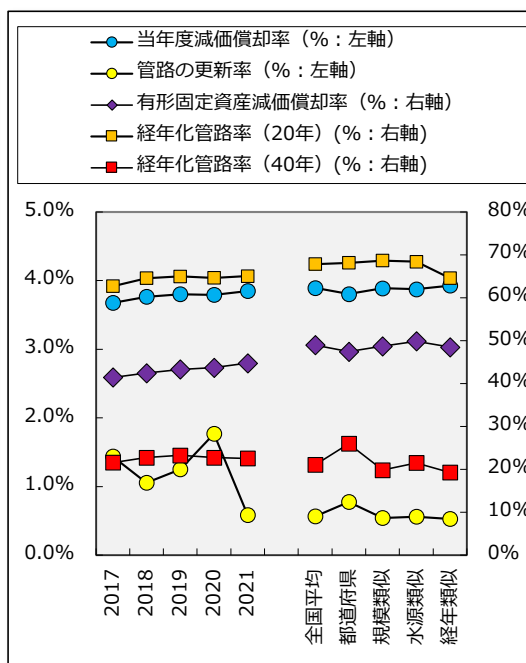 当年度減価償却率（%：左軸）
管路の更新率（%：左軸）
有形固定資産減価償却率（%：右軸）
経年化管路率（20年）(%：右軸)
経年化管路率（40年）(%：右軸)
5.0%
4.0%
3.0%
2.0%
1.0%
0.0%
80%
70%
60%
50%
40%
30%
20%
10%
0%
2017
2018
2019
2020
2021
全国平均
都道府県
規模類似
水源類似
経年類似